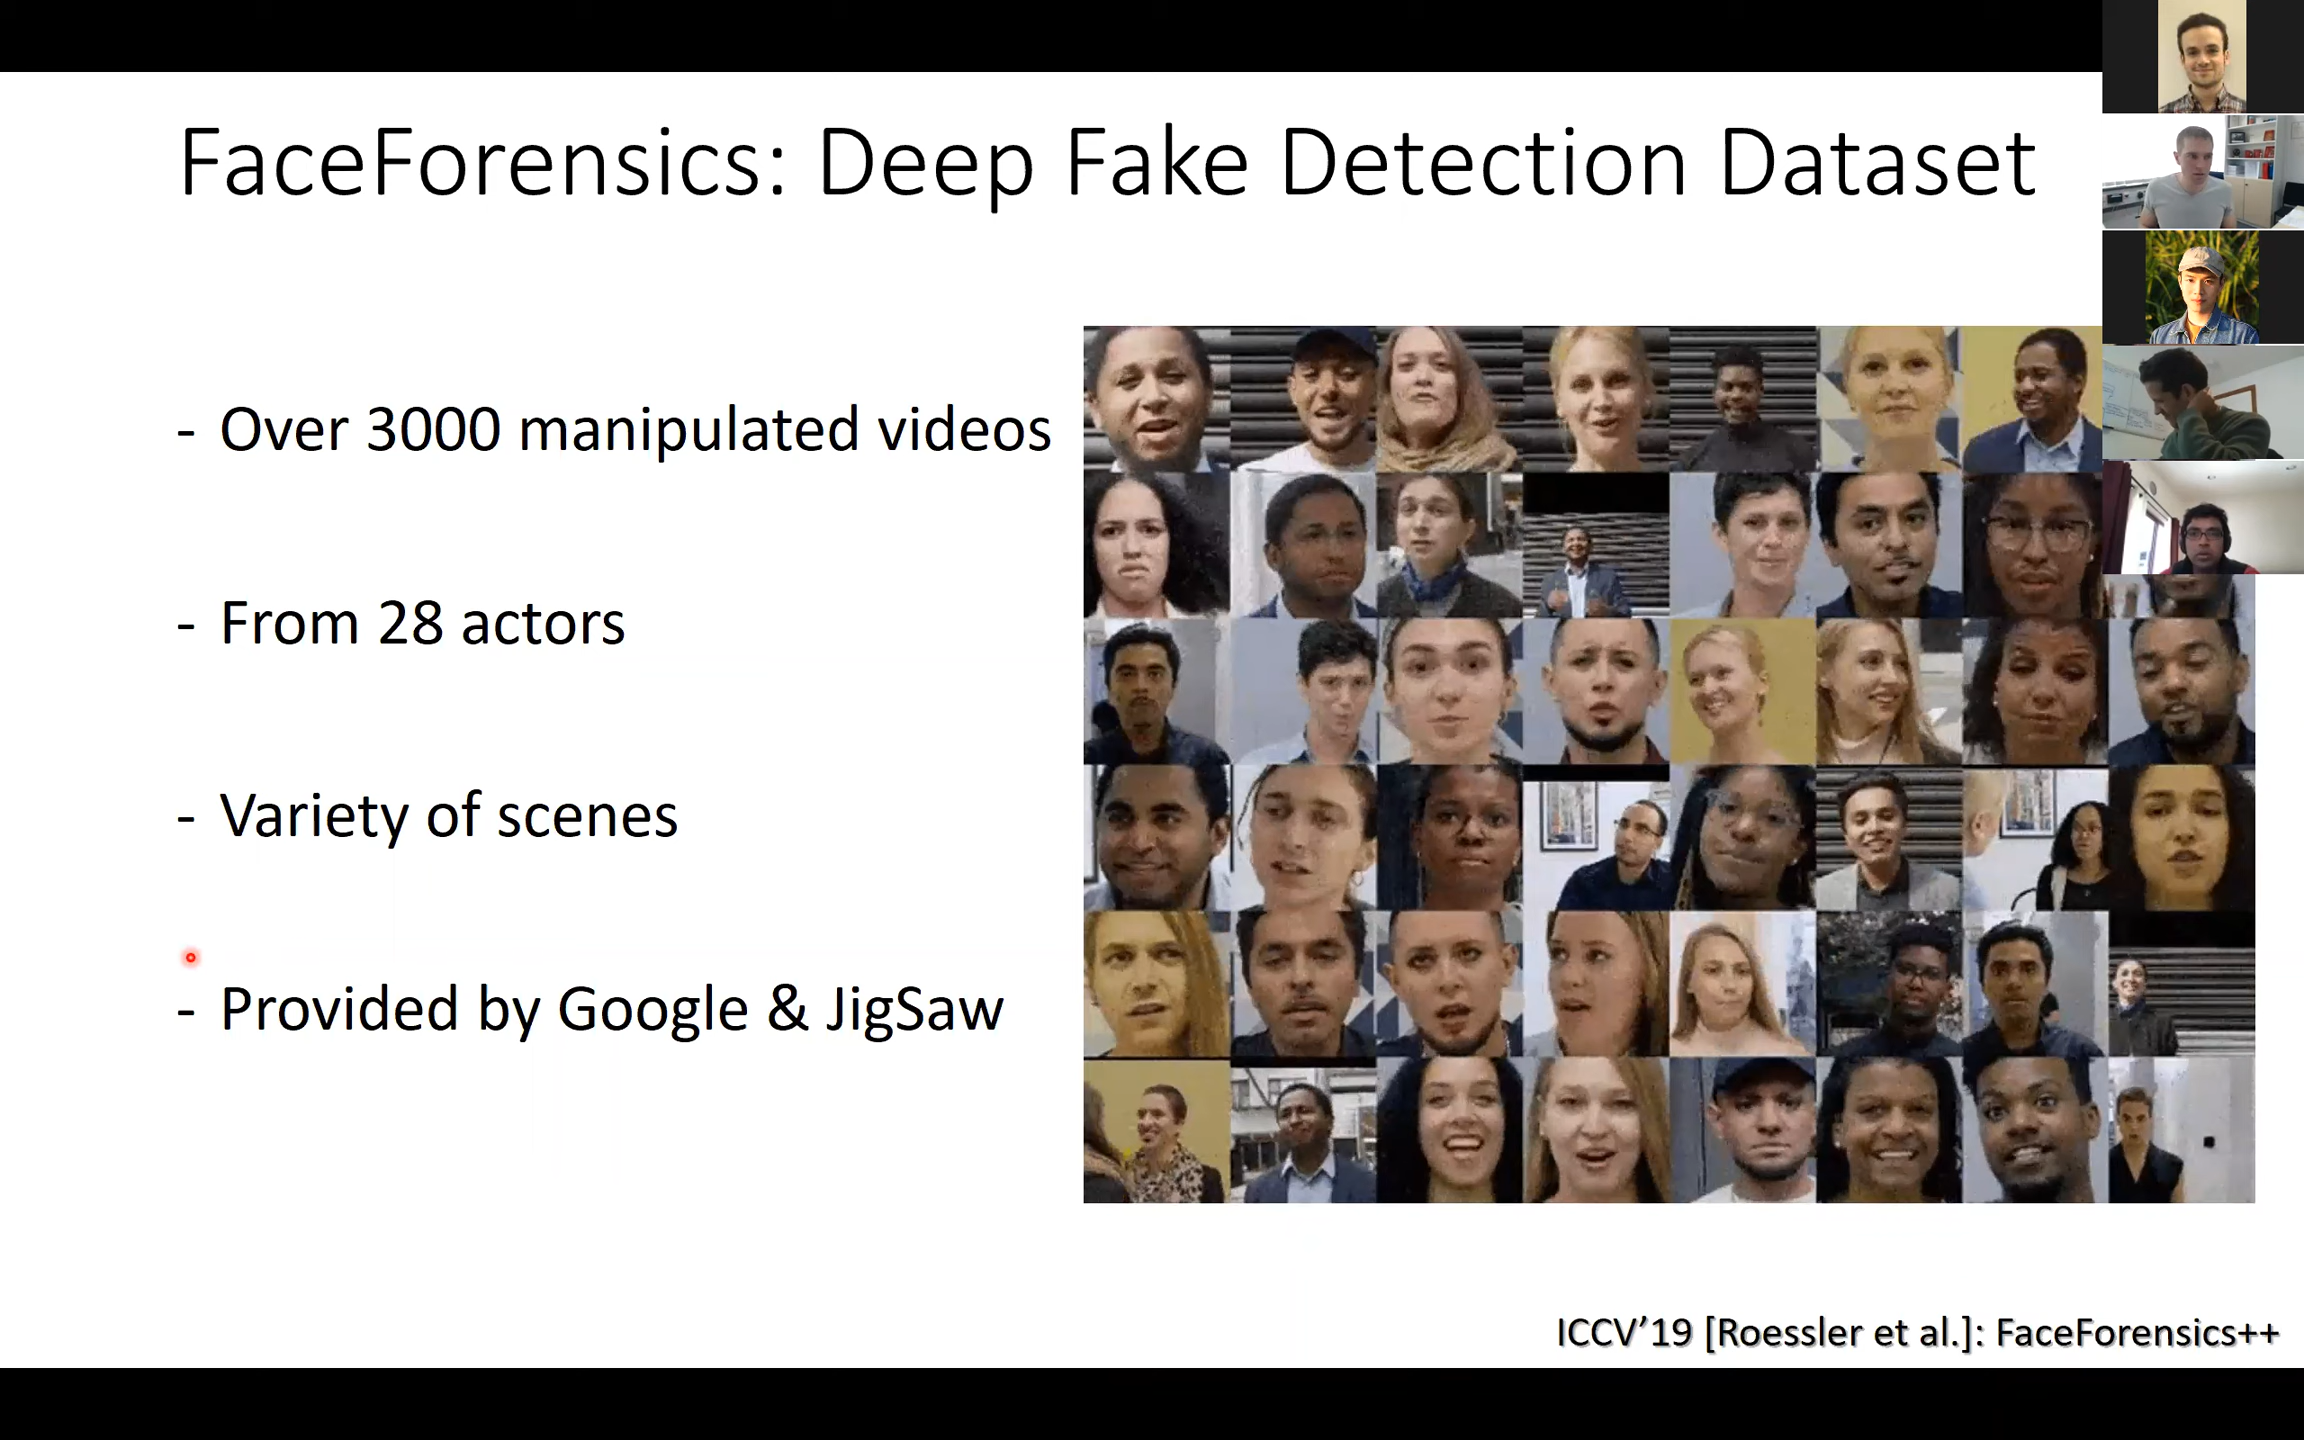 FaceForensics: Deep Fake Detection Dataset
- Over 3000 manipulated videos
- From 28 actors
- Variety of scenes
- Provided by Google & JigSaw
ICCV’19 [Roessler et al.]: FaceForensics++